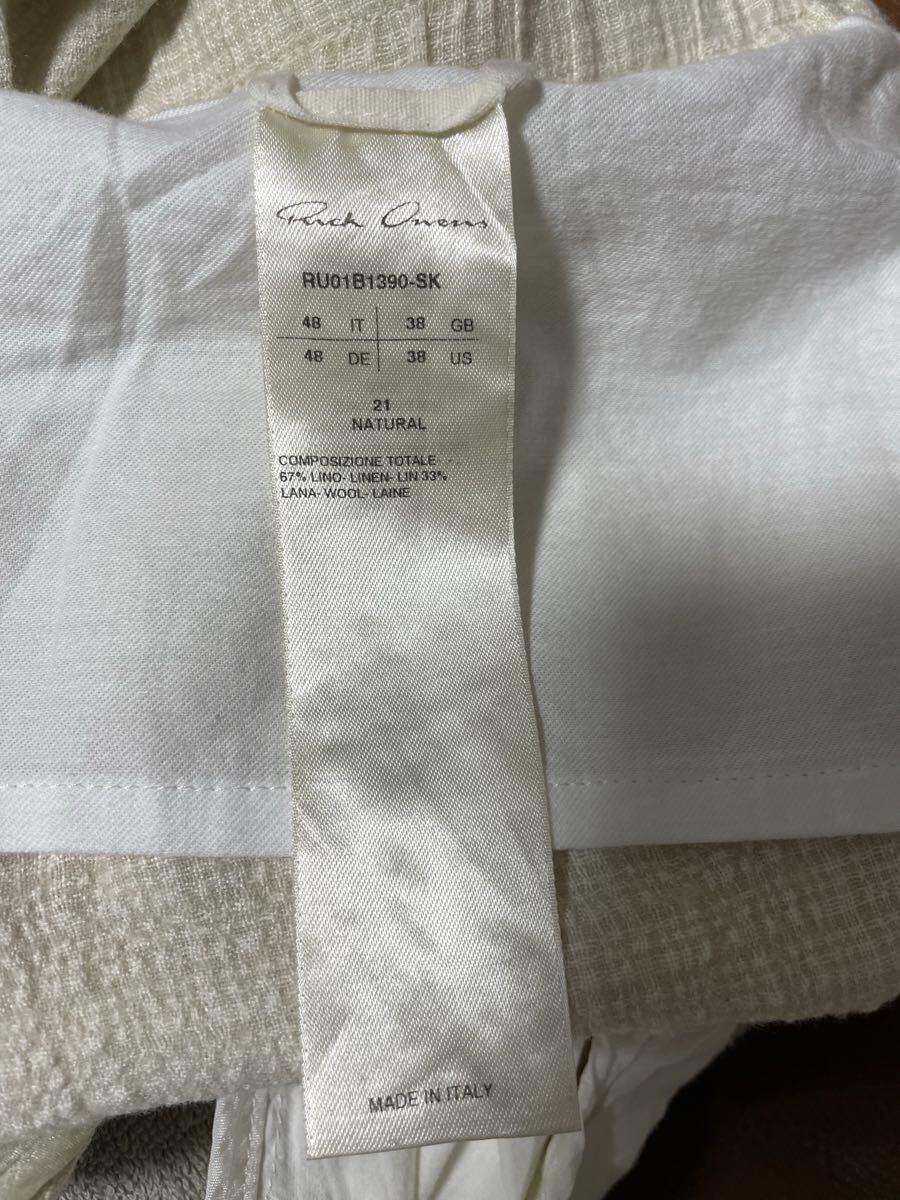 Rick Owens
RU01B1390-SK
48 IT 38 GB
48 DE 38 US
21
NATURAL
COMPOSIZIONE TOTALE - -
67% LINO- LINEN- LIN 33%
LANA- WOOL- LAINE
MADE IN ITALY